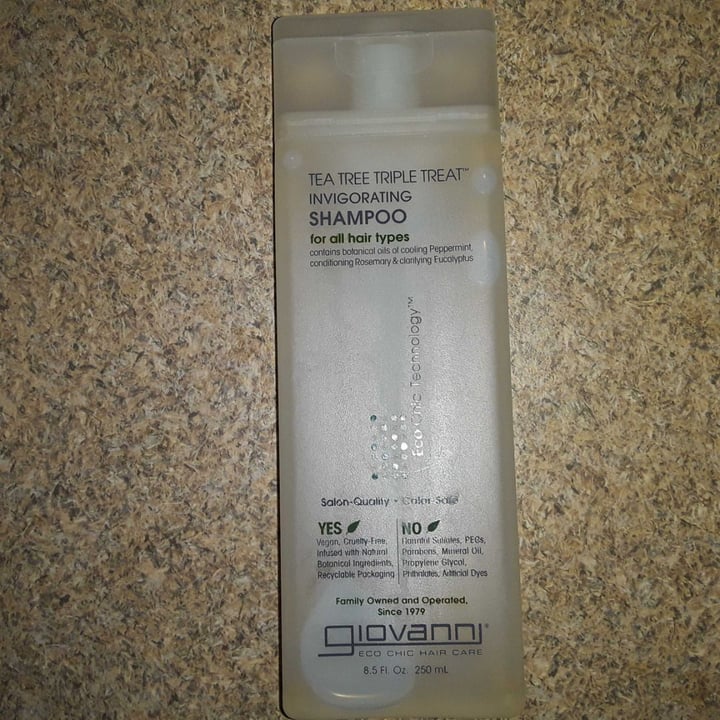 TEA TREE TRIPLE TREAT™
INVIGORATING
SHAMPOO
for all hair types
contains botanical oils of cooling Peppermint,
conditioning Rosemary & clarifying Eucalyptus
Eco Chic Technology™
Salon-Quality • Color-Safe
YES
Vegan, Cruelty-Free,
Infused with Natural
Botanical Ingredients,
Recyclable Packaging
NO
Harmful Sulfates, PEGs,
Parabens, Mineral Oil,
Propylene Glycol,
Phthalates, Artificial Dyes
Family Owned and Operated,
Since 1979
giovanni®
ECO CHIC HAIR CARE
8.5 Fl. Oz. 250 mL